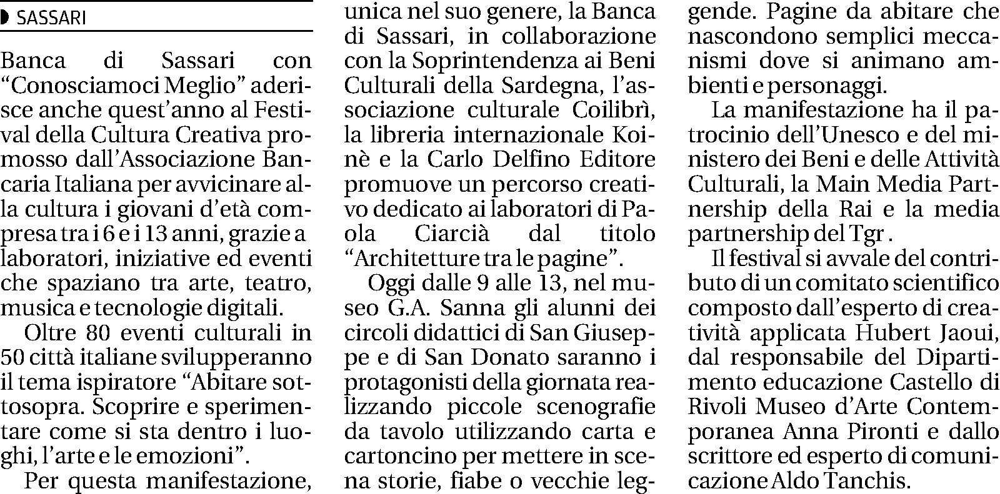 SASSARI
Banca di Sassari con
“Conosciamoci Meglio” aderi-
sce anche quest’anno al Festi-
val della Cultura Creativa pro-
mosso dall’Associazione Ban-
caria Italiana per avvicinare al-
la cultura i giovani d’età com-
presa tra i 6 e i 13 anni, grazie a
laboratori, iniziative ed eventi
che spaziano tra arte, teatro,
musica e tecnologie digitali.
Oltre 80 eventi culturali in
50 città italiane svilupperanno
il tema ispiratore “Abitare sot-
tosopra. Scoprire e sperimen-
tare come si sta dentro i luo-
ghi, l’arte e le emozioni”.
Per questa manifestazione,
unica nel suo genere, la Banca
di Sassari, in collaborazione
con la Soprintendenza ai Beni
Culturali della Sardegna, l’as-
sociazione culturale Coilibrì,
la libreria internazionale Koi-
nè e la Carlo Delfino Editore
promuove un percorso creati-
vo dedicato ai laboratori di Pa-
ola Ciarcià dal titolo
“Architetture tra le pagine”.
Oggi dalle 9 alle 13, nel mu-
seo G.A. Sanna gli alunni dei
circoli didattici di San Giusep-
pe e di San Donato saranno i
protagonisti della giornata rea-
lizzando piccole scenografie
da tavolo utilizzando carta e
cartoncino per mettere in sce-
na storie, fiabe o vecchie leg-
gende. Pagine da abitare che
nascondono semplici mecca-
nismi dove si animano am-
bienti e personaggi.
La manifestazione ha il pa-
trocinio dell’Unesco e del mi-
nistero dei Beni e delle Attività
Culturali, la Main Media Part-
nership della Rai e la media
partnership del Tgr .
Il festival si avvale del contri-
buto di un comitato scientifico
composto dall’esperto di crea-
tività applicata Hubert Jaoui,
dal responsabile del Diparti-
mento educazione Castello di
Rivoli Museo d’Arte Contem-
poranea Anna Pironti e dallo
scrittore ed esperto di comuni-
cazione Aldo Tanchis.